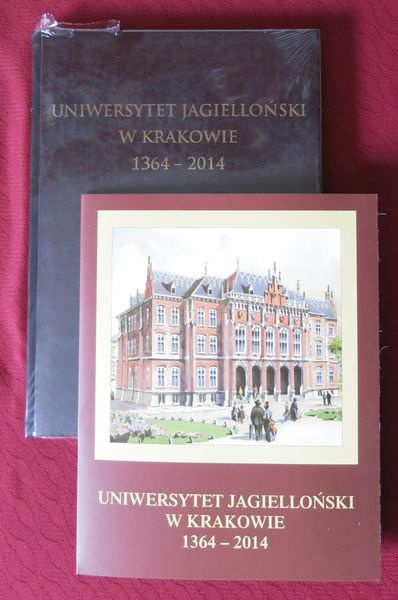 UNIWERSYTET JAGIELLOŃSKI
W KRAKOWIE
1364 – 2014
UNIWERSYTET JAGIELLOŃSKI
W KRAKOWIE
1364 – 2014